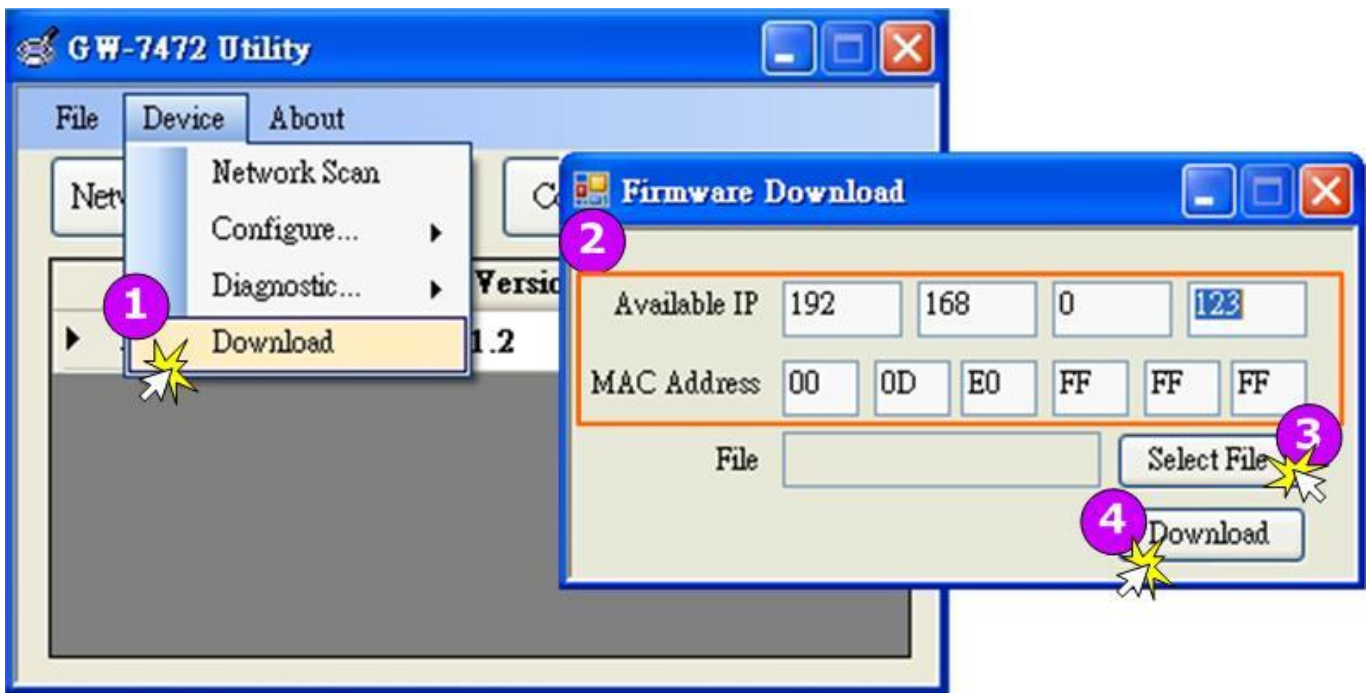 GW-7472 Utility
File Device About
Network Scan
Configure...
Diagnostic...
1
Download
1.2
Firmware Download
2
Available IP 192 168 0 123
MAC Address 00 0D E0 FF FF FF
File Select File
3
4
Download